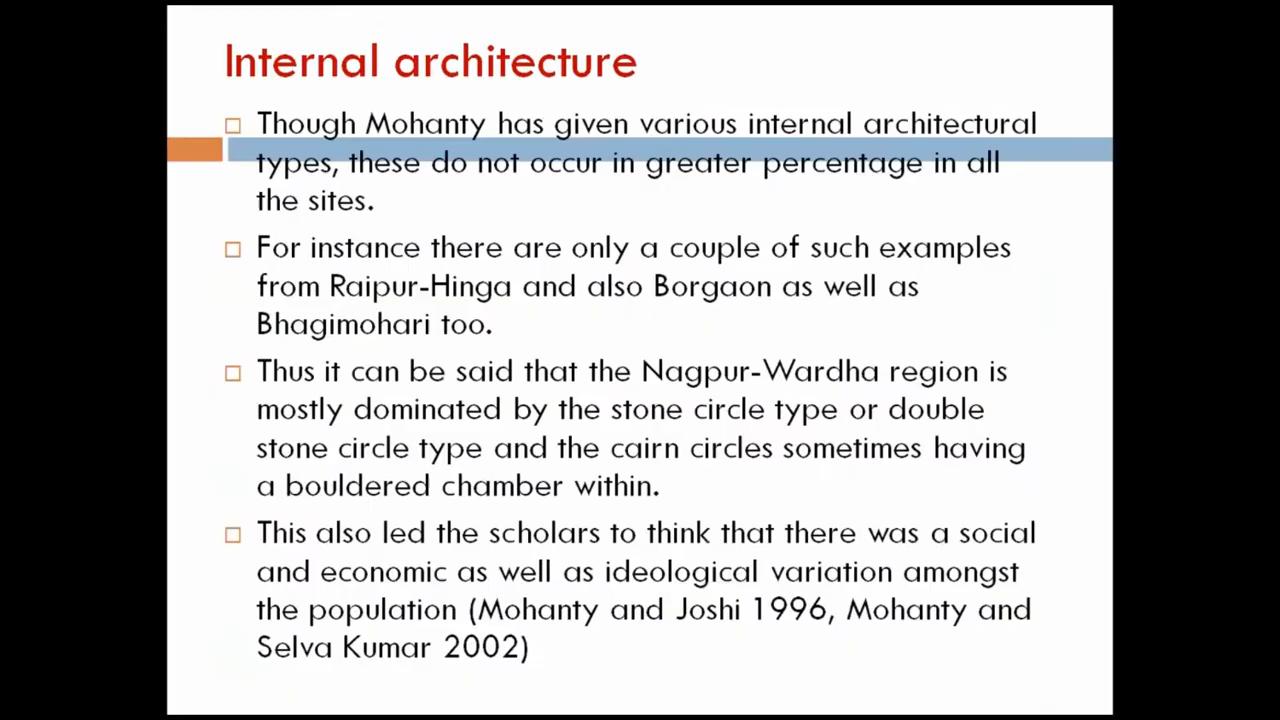 Internal architecture
Though Mohanty has given various internal architectural
types, these do not occur in greater percentage in all
the sites.
For instance there are only a couple of such examples
from Raipur-Hinga and also Borgaon as well as
Bhagimohari too.
Thus it can be said that the Nagpur-Wardha region is
mostly dominated by the stone circle type or double
stone circle type and the cairn circles sometimes having
a bouldered chamber within.
This also led the scholars to think that there was a social
and economic as well as ideological variation amongst
the population (Mohanty and Joshi 1996, Mohanty and
Selva Kumar 2002)